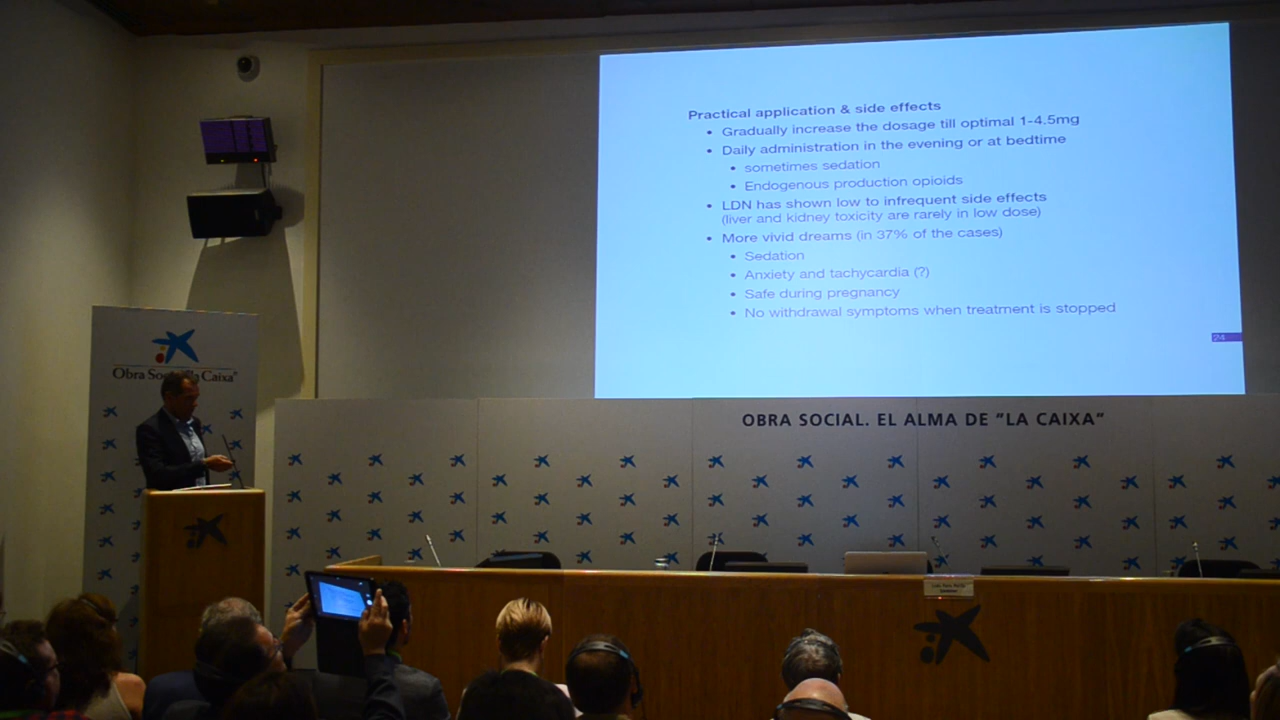 Practical application & side effects
• Gradually increase the dosage till optimal 1-4.5mg
• Daily administration in the evening or at bedtime
• sometimes sedation
• Endogenous production opioids
• LDN has shown low to infrequent side effects
(liver and kidney toxicity are rarely in low dose)
• More vivid dreams (in 37% of the cases)
• Sedation
• Anxiety and tachycardia (?)
• Safe during pregnancy
• No withdrawal symptoms when treatment is stopped
24
Obra Social "la Caixa"
OBRA SOCIAL. EL ALMA DE "LA CAIXA"